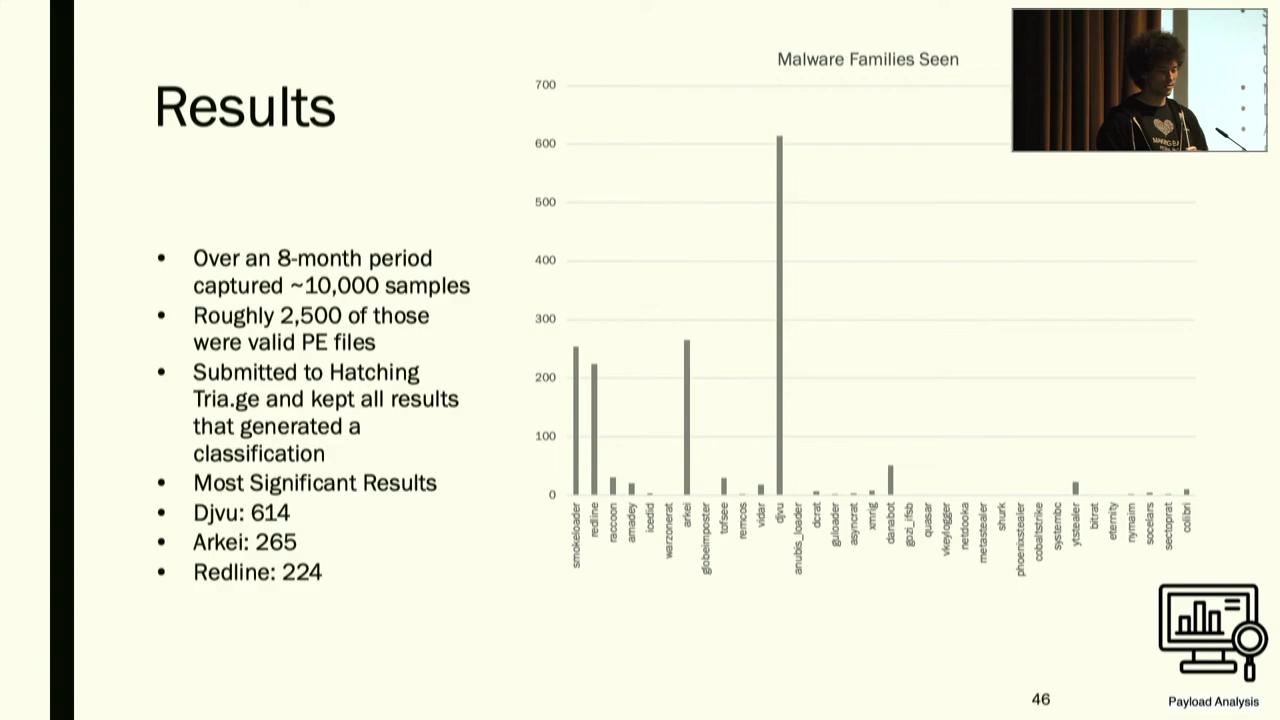 Results
• Over an 8-month period
captured ~10,000 samples
• Roughly 2,500 of those
were valid PE files
• Submitted to Hatching
Tria.ge and kept all results
that generated a
classification
• Most Significant Results
• Djvu: 614
• Arkei: 265
• Redline: 224
Malware Families Seen
700
600
500
400
300
200
100
0
smokeloader
redline
raccoon
amadey
icedid
warzonerat
arkei
globeimposter
tofsee
remcos
vidar
djvu
anubis_loader
dcrat
guloader
asyncrat
xmrig
danabot
gozi_ifsb
quasar
vkeylogger
netdooka
metastealer
shurk
phoenixstealer
cobaltstrike
systembc
ytstealer
bitrat
eternity
nymaim
socelars
sectoprat
colibri
46
Payload Analysis